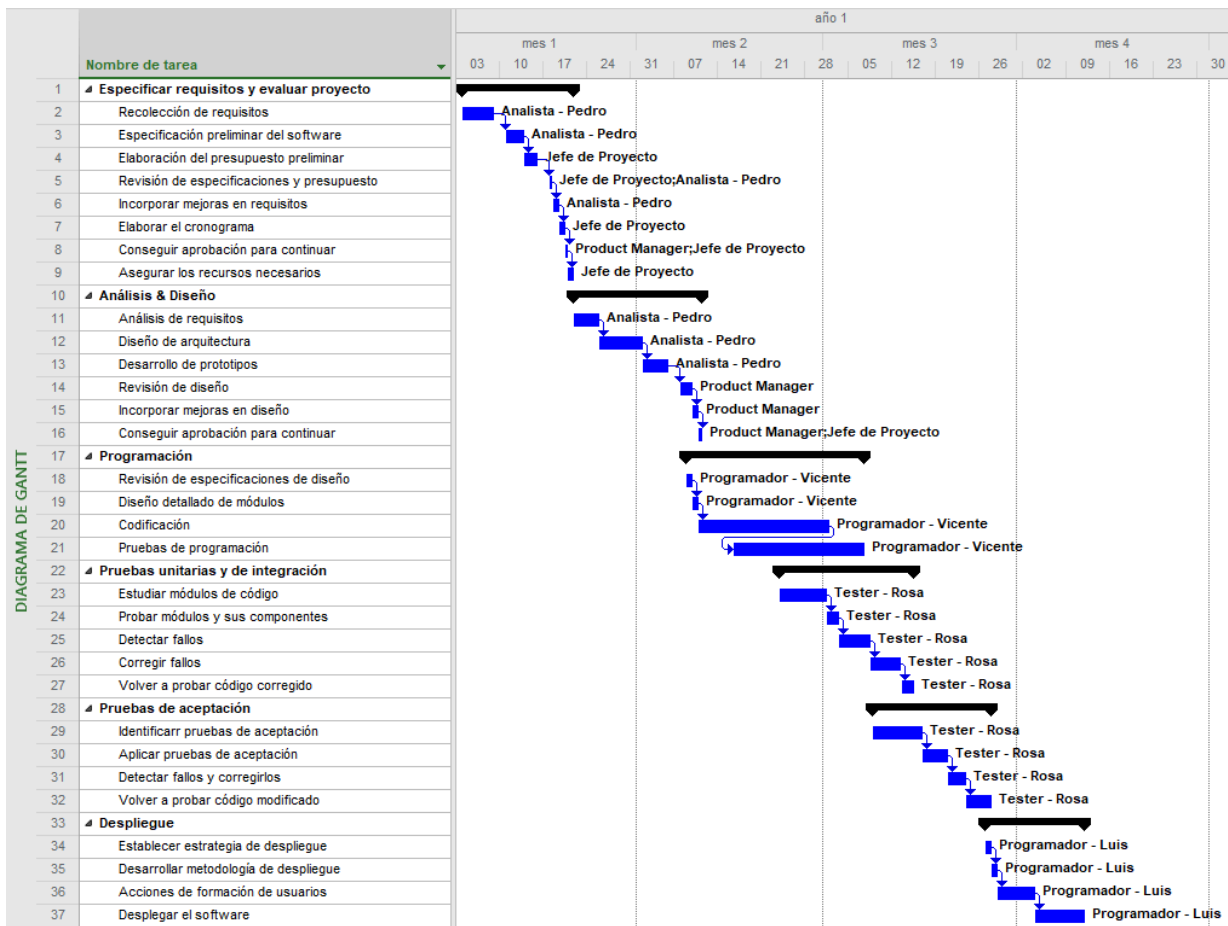 año 1
mes 1 mes 2 mes 3 mes 4
Nombre de tarea 03 10 17 24 31 07 14 21 28 05 12 19 26 02 09 16 23 30
1 Especificar requisitos y evaluar proyecto
2 Recolección de requisitos Analista - Pedro
3 Especificación preliminar del software Analista - Pedro
4 Elaboración del presupuesto preliminar Jefe de Proyecto
5 Revisión de especificaciones y presupuesto Jefe de Proyecto;Analista - Pedro
6 Incorporar mejoras en requisitos Analista - Pedro
7 Elaborar el cronograma Jefe de Proyecto
8 Conseguir aprobación para continuar Product Manager;Jefe de Proyecto
9 Asegurar los recursos necesarios Jefe de Proyecto
10 Análisis & Diseño
11 Análisis de requisitos Analista - Pedro
12 Diseño de arquitectura Analista - Pedro
13 Desarrollo de prototipos Analista - Pedro
14 Revisión de diseño Product Manager
15 Incorporar mejoras en diseño Product Manager
16 Conseguir aprobación para continuar Product Manager;Jefe de Proyecto
17 Programación
18 Revisión de especificaciones de diseño Programador - Vicente
19 Diseño detallado de módulos Programador - Vicente
20 Codificación Programador - Vicente
21 Pruebas de programación Programador - Vicente
22 Pruebas unitarias y de integración
23 Estudiar módulos de código Tester - Rosa
24 Probar módulos y sus componentes Tester - Rosa
25 Detectar fallos Tester - Rosa
26 Corregir fallos Tester - Rosa
27 Volver a probar código corregido Tester - Rosa
28 Pruebas de aceptación
29 Identificarr pruebas de aceptación Tester - Rosa
30 Aplicar pruebas de aceptación Tester - Rosa
31 Detectar fallos y corregirlos Tester - Rosa
32 Volver a probar código modificado Tester - Rosa
33 Despliegue
34 Establecer estrategia de despliegue Programador - Luis
35 Desarrollar metodología de despliegue Programador - Luis
36 Acciones de formación de usuarios Programador - Luis
37 Desplegar el software Programador - Luis
DIAGRAMA DE GANTT